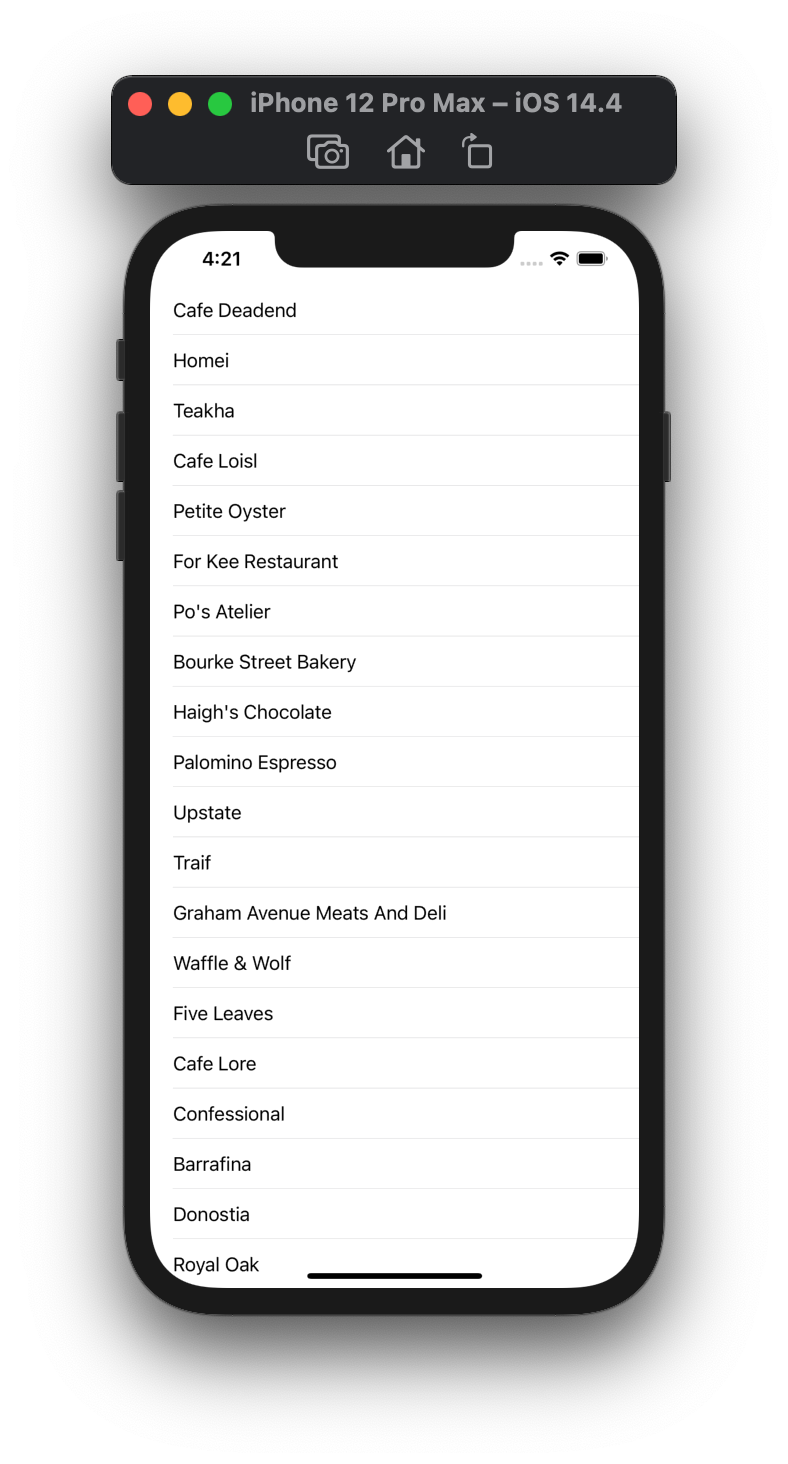 iPhone 12 Pro Max – iOS 14.4
4:21
Cafe Deadend
Homei
Teakha
Cafe Loisl
Petite Oyster
For Kee Restaurant
Po's Atelier
Bourke Street Bakery
Haigh's Chocolate
Palomino Espresso
Upstate
Traif
Graham Avenue Meats And Deli
Waffle & Wolf
Five Leaves
Cafe Lore
Confessional
Barrafina
Donostia
Royal Oak